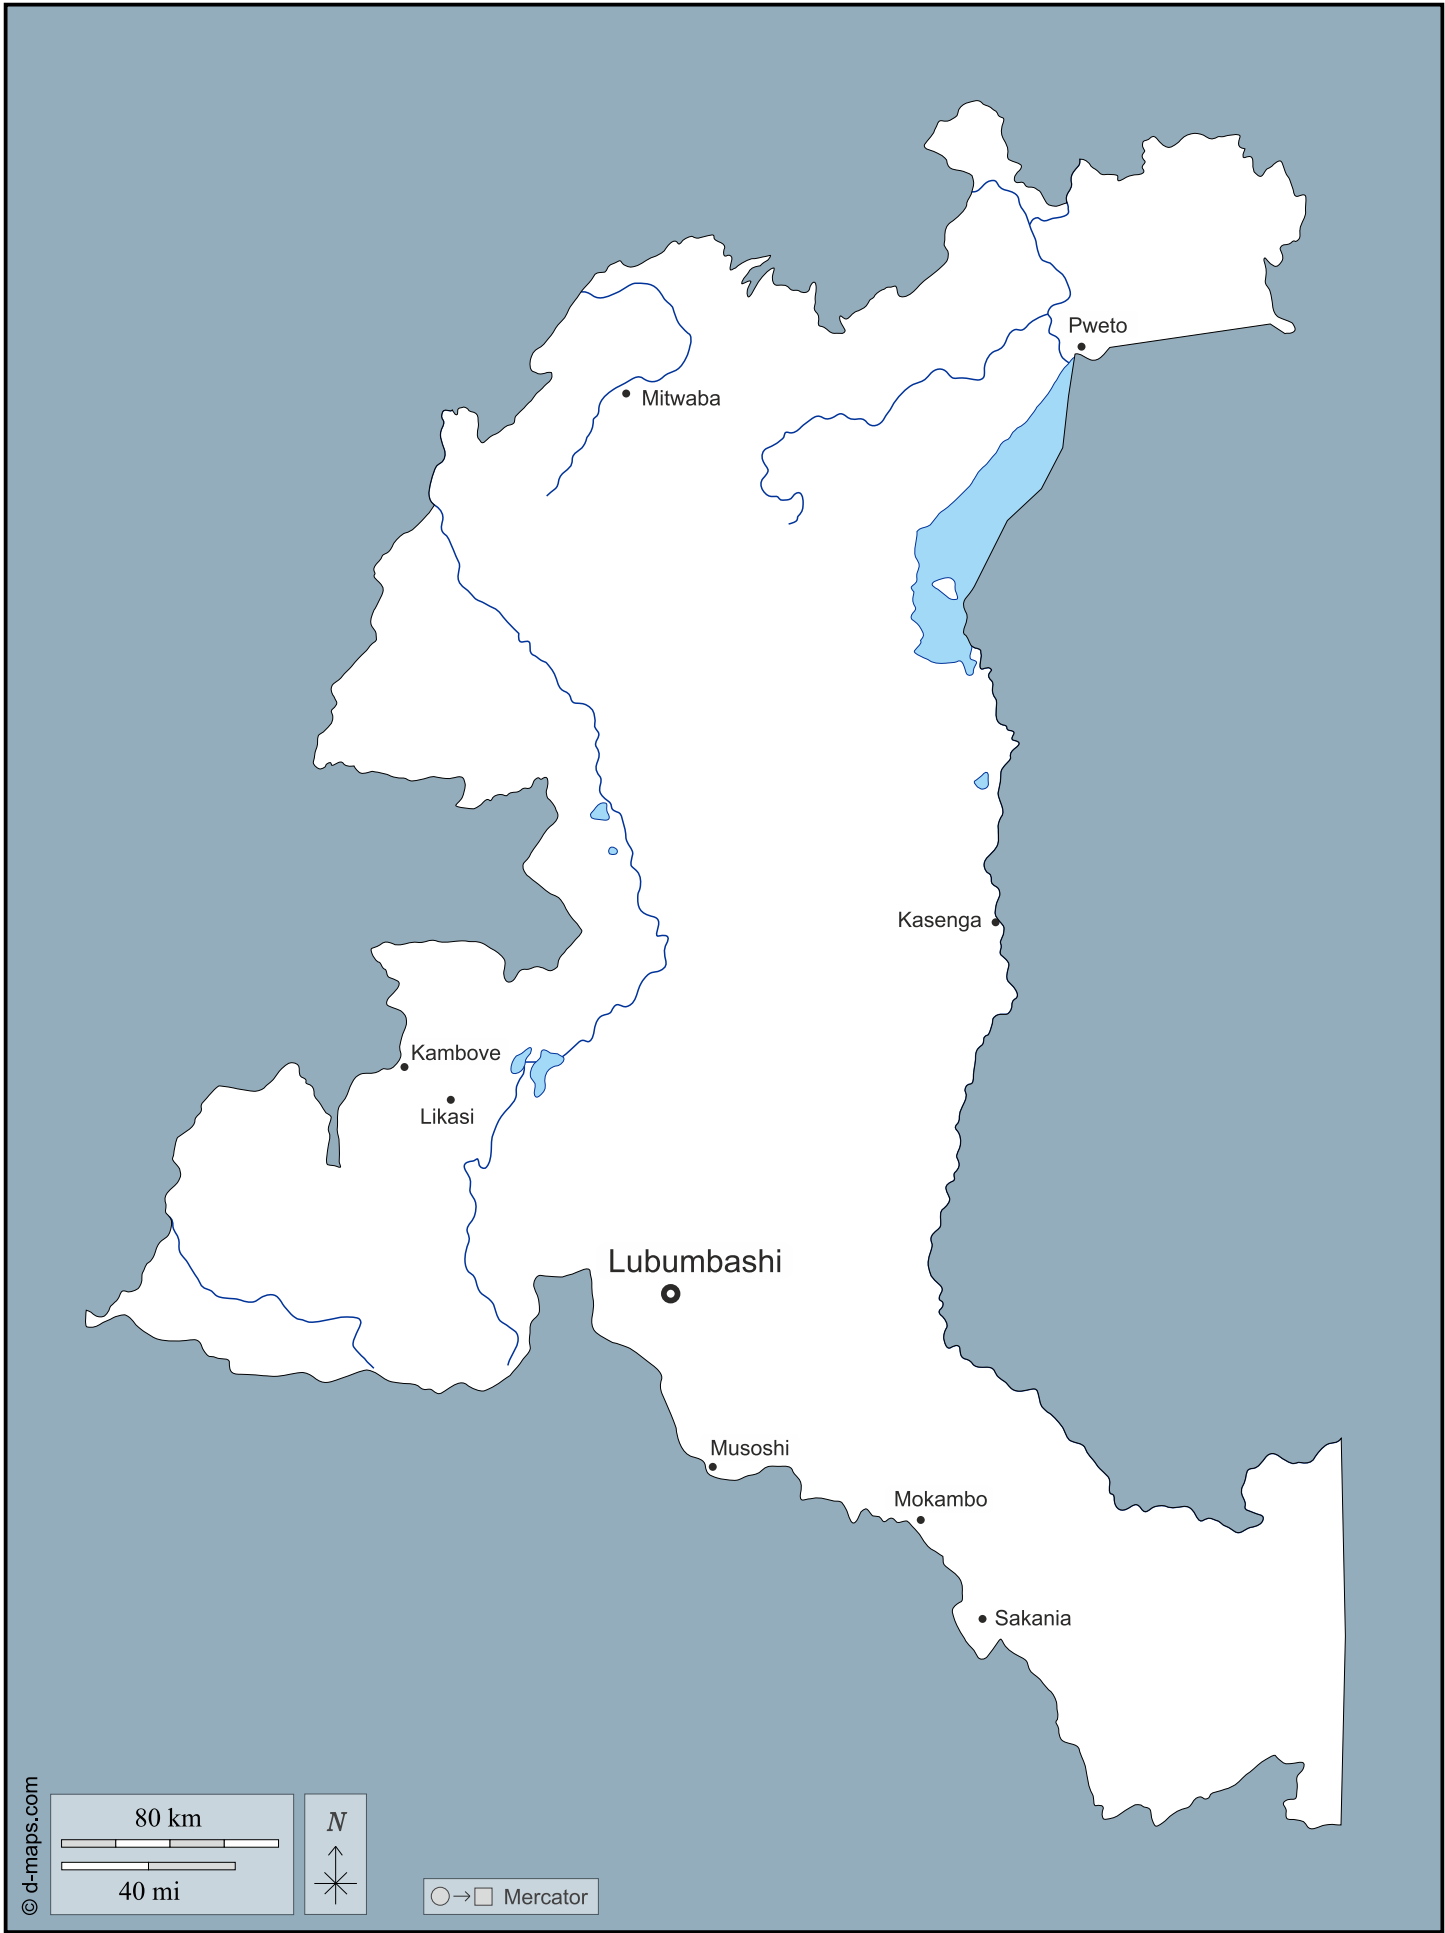 Pweto
Mitwaba
Kasenga
Kambove
Likasi
Lubumbashi
Musoshi
Mokambo
Sakania
© d-maps.com
80 km
40 mi
N
Mercator